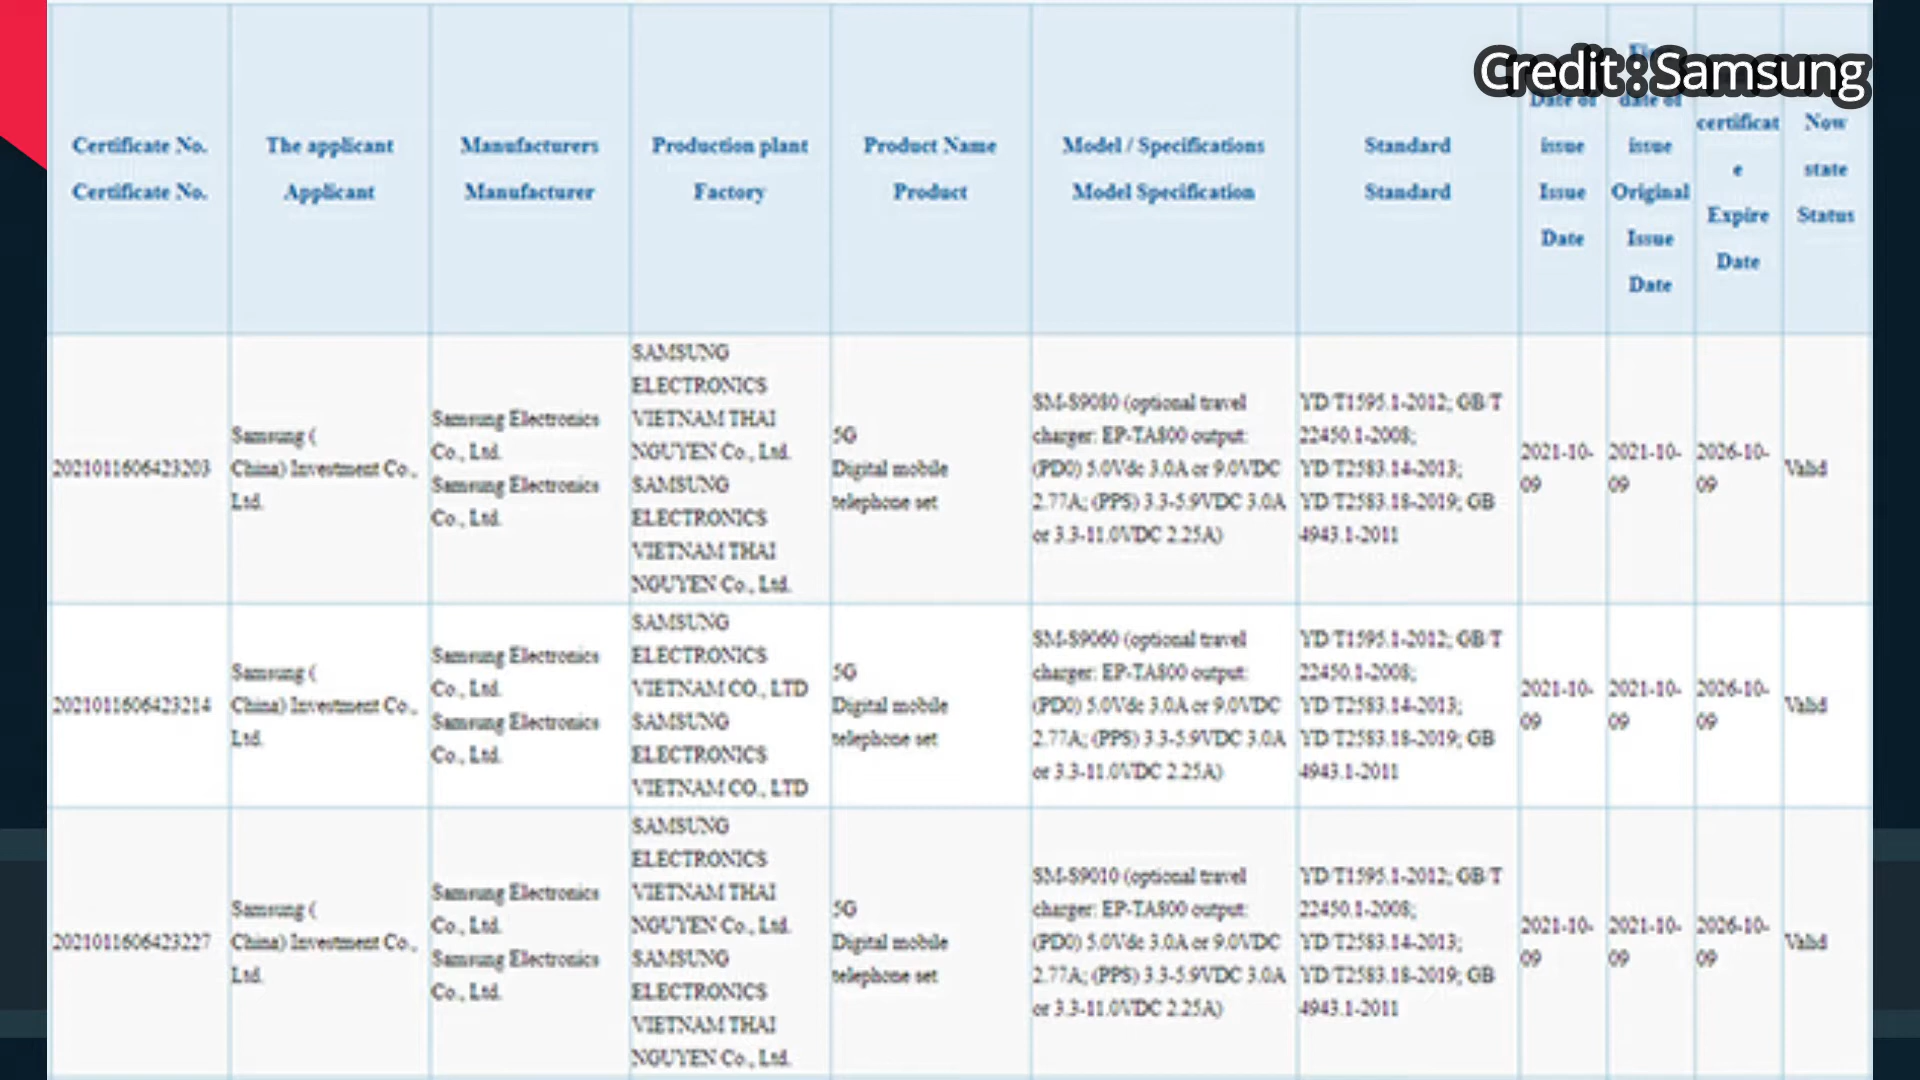 Credit : Samsung
Certificate No.
Certificate No.
The applicant
Applicant
Manufacturers
Manufacturer
Production plant
Factory
Product Name
Product
Model / Specifications
Model Specification
Standard
Standard
Date of
issue
Issue
Date
date of
issue
Original
Issue
Date
certificat
e
Expire
Date
Now
state
Status
2021011606423203
Samsung (
China) Investment Co.,
Ltd.
Samsung Electronics
Co., Ltd.
Samsung Electronics
Co., Ltd.
SAMSUNG
ELECTRONICS
VIETNAM THAI
NGUYEN Co., Ltd.
SAMSUNG
ELECTRONICS
VIETNAM THAI
NGUYEN Co., Ltd.
5G
Digital mobile
telephone set
SM-S9080 (optional travel
charger: EP-TA800 output:
(PD0) 5.0Vdc 3.0A or 9.0VDC
2.77A; (PPS) 3.3-5.9VDC 3.0A
or 3.3-11.0VDC 2.25A)
YD/T1595.1-2012; GB/T
22450.1-2008;
YD/T2583.14-2013;
YD/T2583.18-2019; GB
4943.1-2011
2021-10-
09
2021-10-
09
2026-10-
09
Valid
2021011606423214
Samsung (
China) Investment Co.,
Ltd.
Samsung Electronics
Co., Ltd.
Samsung Electronics
Co., Ltd.
SAMSUNG
ELECTRONICS
VIETNAM CO., LTD
SAMSUNG
ELECTRONICS
VIETNAM CO., LTD
5G
Digital mobile
telephone set
SM-S9060 (optional travel
charger: EP-TA800 output:
(PD0) 5.0Vdc 3.0A or 9.0VDC
2.77A; (PPS) 3.3-5.9VDC 3.0A
or 3.3-11.0VDC 2.25A)
YD/T1595.1-2012; GB/T
22450.1-2008;
YD/T2583.14-2013;
YD/T2583.18-2019; GB
4943.1-2011
2021-10-
09
2021-10-
09
2026-10-
09
Valid
2021011606423227
Samsung (
China) Investment Co.,
Ltd.
Samsung Electronics
Co., Ltd.
Samsung Electronics
Co., Ltd.
SAMSUNG
ELECTRONICS
VIETNAM THAI
NGUYEN Co., Ltd.
SAMSUNG
ELECTRONICS
VIETNAM THAI
NGUYEN Co., Ltd.
5G
Digital mobile
telephone set
SM-S9010 (optional travel
charger: EP-TA800 output:
(PD0) 5.0Vdc 3.0A or 9.0VDC
2.77A; (PPS) 3.3-5.9VDC 3.0A
or 3.3-11.0VDC 2.25A)
YD/T1595.1-2012; GB/T
22450.1-2008;
YD/T2583.14-2013;
YD/T2583.18-2019; GB
4943.1-2011
2021-10-
09
2021-10-
09
2026-10-
09
Valid